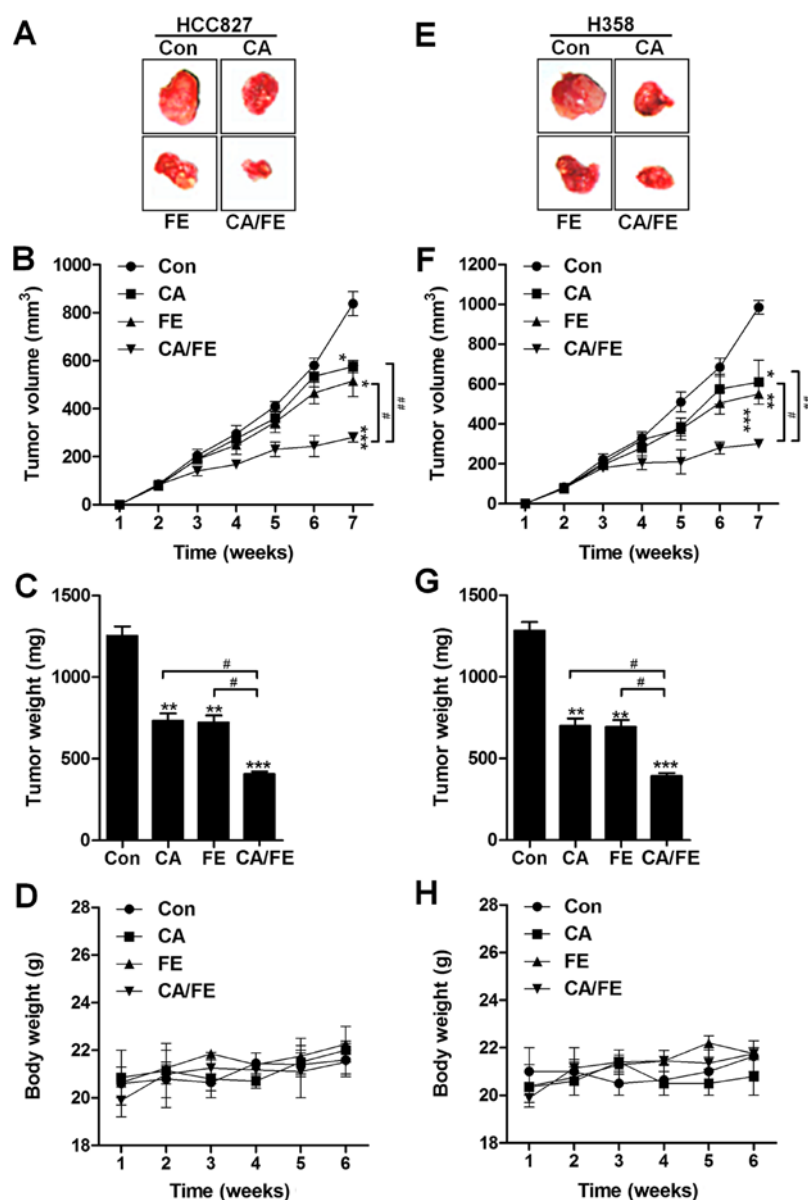 A
HCC827
Con CA
FE CA/FE
E
H358
Con CA
FE CA/FE
B
Con
CA
FE
CA/FE
Tumor volume (mm³)
1000
800
600
400
200
0
1 2 3 4 5 6 7
Time (weeks)
*
*
***
#
##
F
Con
CA
FE
CA/FE
Tumor volume (mm³)
1200
1000
800
600
400
200
0
1 2 3 4 5 6 7
Time (weeks)
*
**
***
#
##
C
Tumor weight (mg)
1500
1000
500
0
#
#
** ** ***
Con CA FE CA/FE
G
Tumor weight (mg)
1500
1000
500
0
#
#
** ** ***
Con CA FE CA/FE
D
Con
CA
FE
CA/FE
Body weight (g)
28
26
24
22
20
18
1 2 3 4 5 6
Time (weeks)
H
Con
CA
FE
CA/FE
Body weight (g)
28
26
24
22
20
18
1 2 3 4 5 6
Time (weeks)